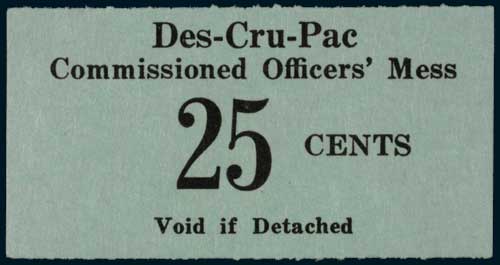 Des-Cru-Pac
Commissioned Officers' Mess
25 CENTS
Void if Detached